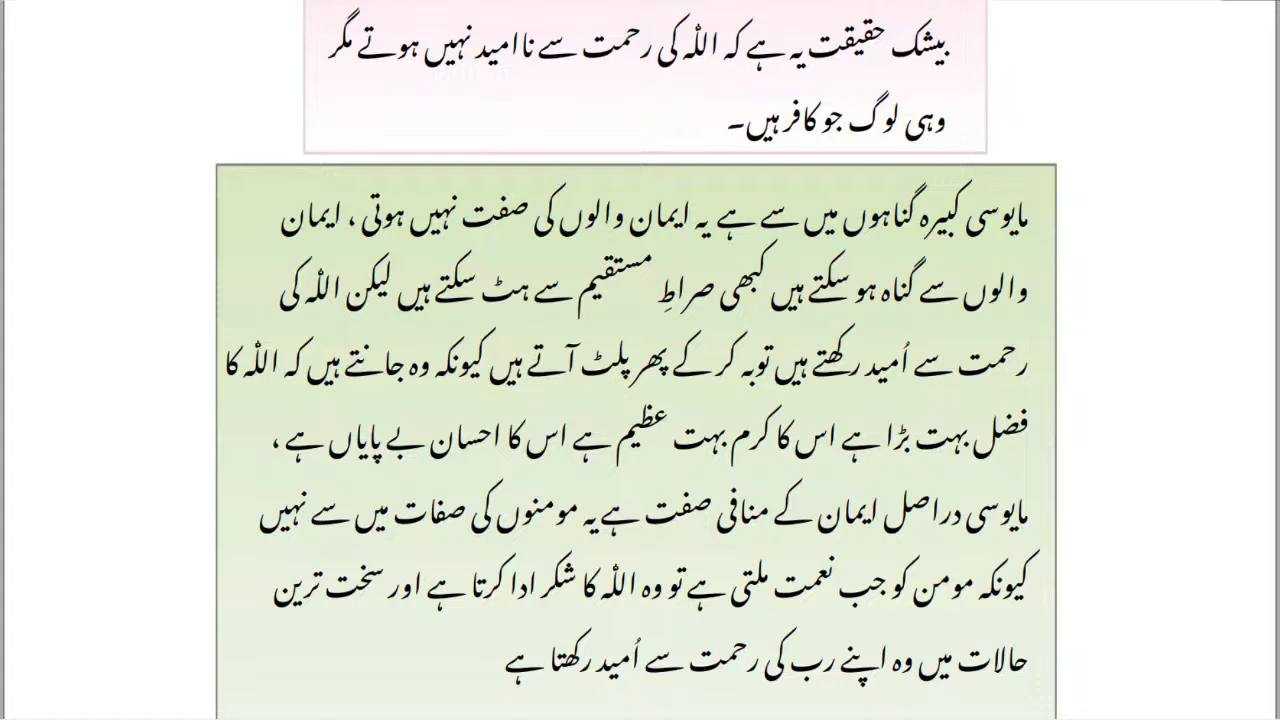 بیشک حقیقت یہ ہے کہ اللہ کی رحمت سے ناامید نہیں ہوتے مگر
وہی لوگ جو کافر ہیں۔
مایوسی کبیرہ گناہوں میں سے ہے یہ ایمان والوں کی صفت نہیں ہوتی ، ایمان
والوں سے گناہ ہو سکتے ہیں کبھی صراطِ مستقیم سے ہٹ سکتے ہیں لیکن اللہ کی
رحمت سے اُمید رکھتے ہیں توبہ کر کے پھر پلٹ آتے ہیں کیونکہ وہ جانتے ہیں کہ اللہ کا
فضل بہت بڑا ہے اس کا کرم بہت عظیم ہے اس کا احسان بے پایاں ہے ،
مایوسی دراصل ایمان کے منافی صفت ہے یہ مومنوں کی صفات میں سے نہیں
کیونکہ مومن کو جب نعمت ملتی ہے تو وہ اللہ کا شکر ادا کرتا ہے اور سخت ترین
حالات میں وہ اپنے رب کی رحمت سے اُمید رکھتا ہے